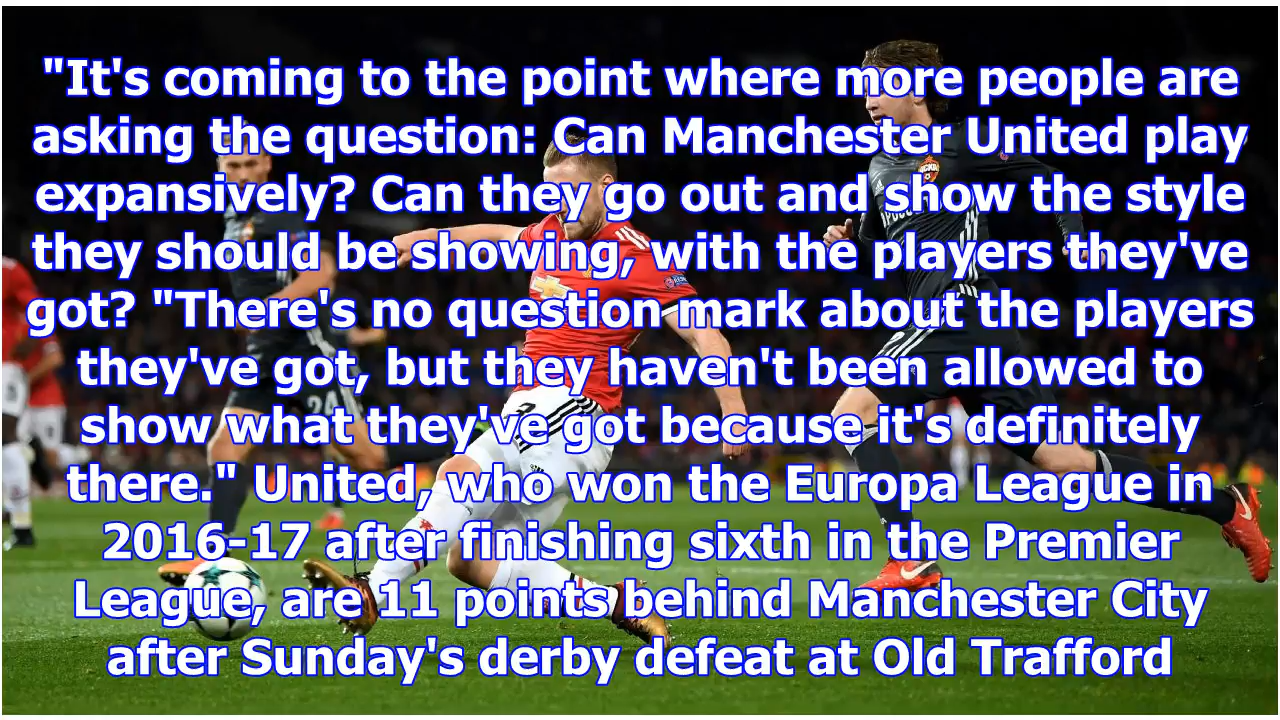 "It's coming to the point where more people are
asking the question: Can Manchester United play
expansively? Can they go out and show the style
they should be showing, with the players they've
got? "There's no question mark about the players
they've got, but they haven't been allowed to
show what they've got because it's definitely
there." United, who won the Europa League in
2016-17 after finishing sixth in the Premier
League, are 11 points behind Manchester City
after Sunday's derby defeat at Old Trafford